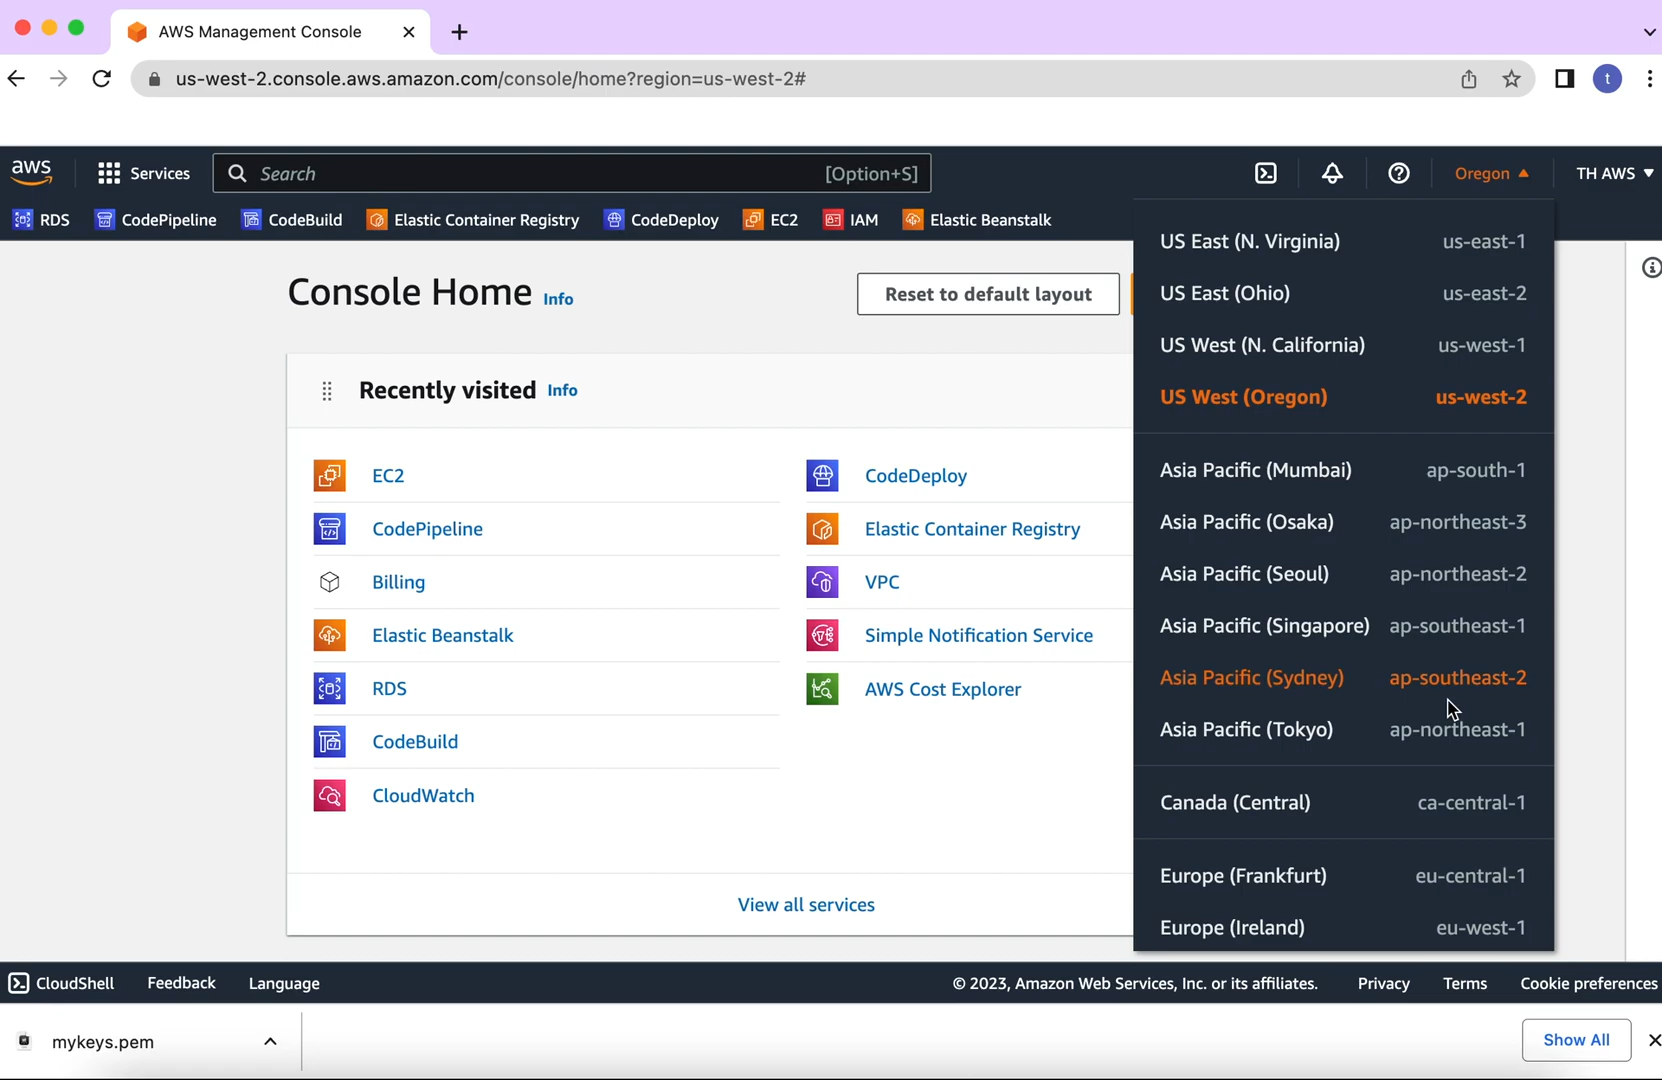 AWS Management Console
us-west-2.console.aws.amazon.com/console/home?region=us-west-2#
t
aws
Services
Search
[Option+S]
Oregon
TH AWS
RDS
CodePipeline
CodeBuild
Elastic Container Registry
CodeDeploy
EC2
IAM
Elastic Beanstalk
Console Home Info
Reset to default layout
Recently visited Info
EC2
CodePipeline
Billing
Elastic Beanstalk
RDS
CodeBuild
CloudWatch
CodeDeploy
Elastic Container Registry
VPC
Simple Notification Service
AWS Cost Explorer
View all services
US East (N. Virginia) us-east-1
US East (Ohio) us-east-2
US West (N. California) us-west-1
US West (Oregon) us-west-2
Asia Pacific (Mumbai) ap-south-1
Asia Pacific (Osaka) ap-northeast-3
Asia Pacific (Seoul) ap-northeast-2
Asia Pacific (Singapore) ap-southeast-1
Asia Pacific (Sydney) ap-southeast-2
Asia Pacific (Tokyo) ap-northeast-1
Canada (Central) ca-central-1
Europe (Frankfurt) eu-central-1
Europe (Ireland) eu-west-1
CloudShell
Feedback
Language
© 2023, Amazon Web Services, Inc. or its affiliates.
Privacy
Terms
Cookie preferences
mykeys.pem
Show All